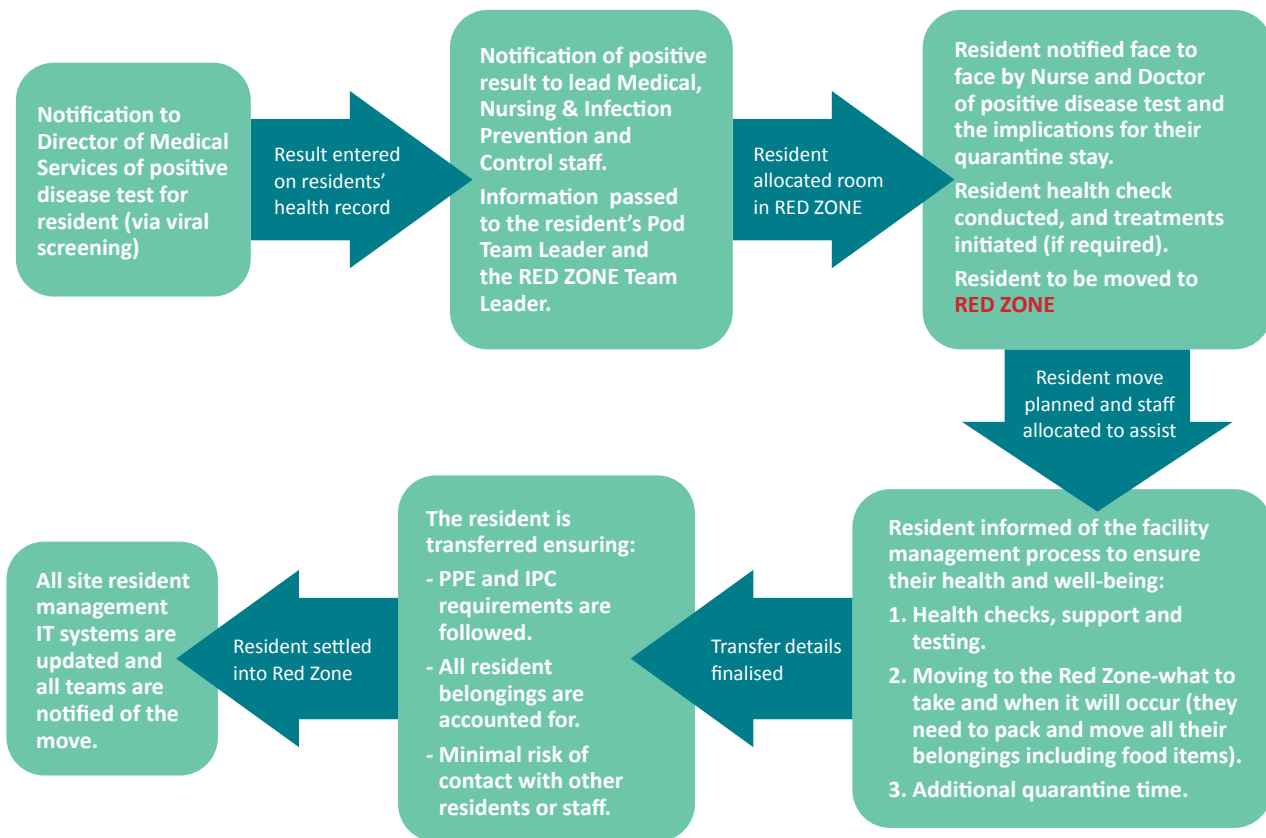 Notification to
Director of Medical
Services of positive
disease test for
resident (via viral
screening)
Result entered
on residents’
health record
Notification of positive
result to lead Medical,
Nursing & Infection
Prevention and
Control staff.
Information  passed
to the resident’s Pod
Team Leader and
the RED ZONE Team
Leader.
Resident
allocated room
in RED ZONE
Resident notified face to
face by Nurse and Doctor
of positive disease test and
the implications for their
quarantine stay.
Resident health check
conducted, and treatments
initiated (if required).
Resident to be moved to
RED ZONE
Resident move
planned and staff
allocated to assist
Resident informed of the facility
management process to ensure
their health and well-being:
1. Health checks, support and
testing.
2. Moving to the Red Zone-what to
take and when it will occur (they
need to pack and move all their
belongings including food items).
3. Additional quarantine time.
Transfer details
finalised
The resident is
transferred ensuring:
- PPE and IPC
requirements are
followed.
- All resident
belongings are
accounted for.
- Minimal risk of
contact with other
residents or staff.
Resident settled
into Red Zone
All site resident
management
IT systems are
updated and
all teams are
notified of the
move.